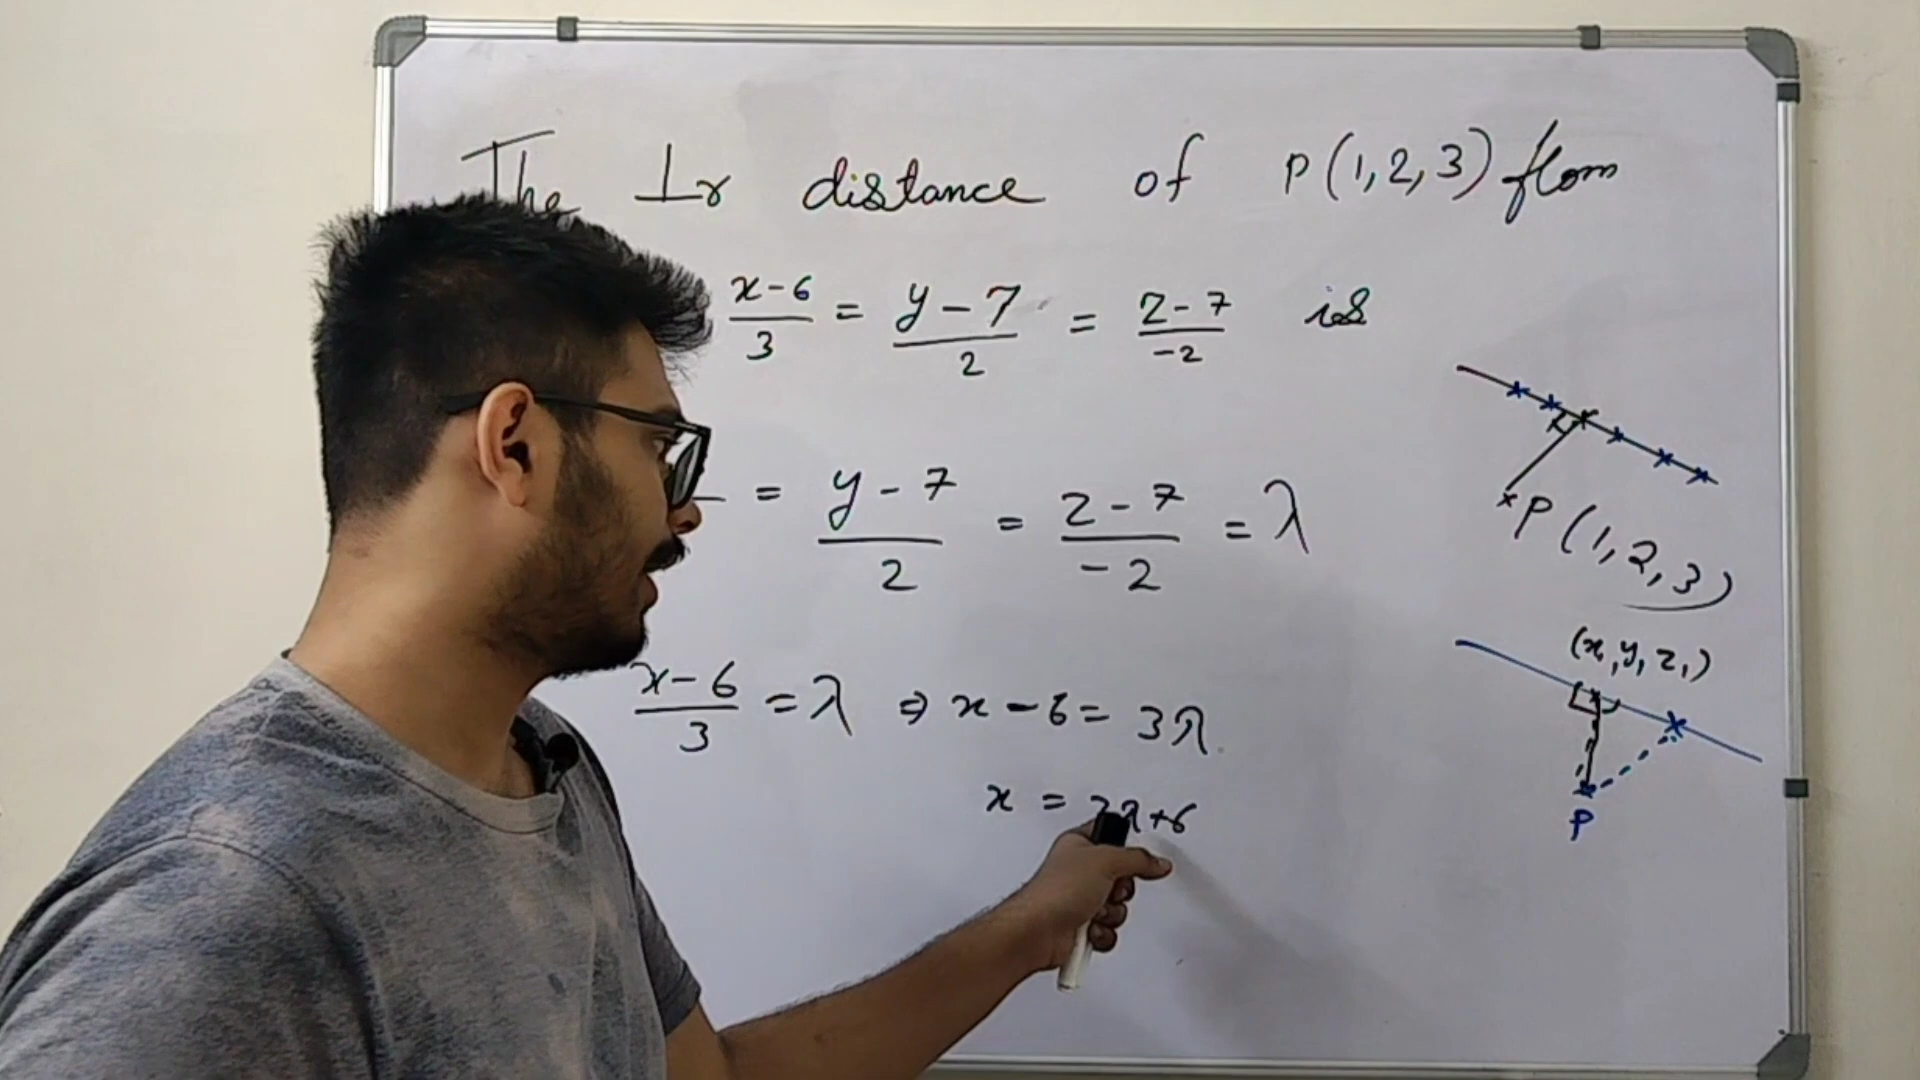 The ⊥r distance of P(1,2,3) from
x-6/3 = y-7/2 = z-7/-2 is
= y-7/2 = z-7/-2 = λ
P(1,2,3)
(x,y,z,)
x-6/3 = λ ⇒ x-6 = 3λ
x = 3λ+6
P